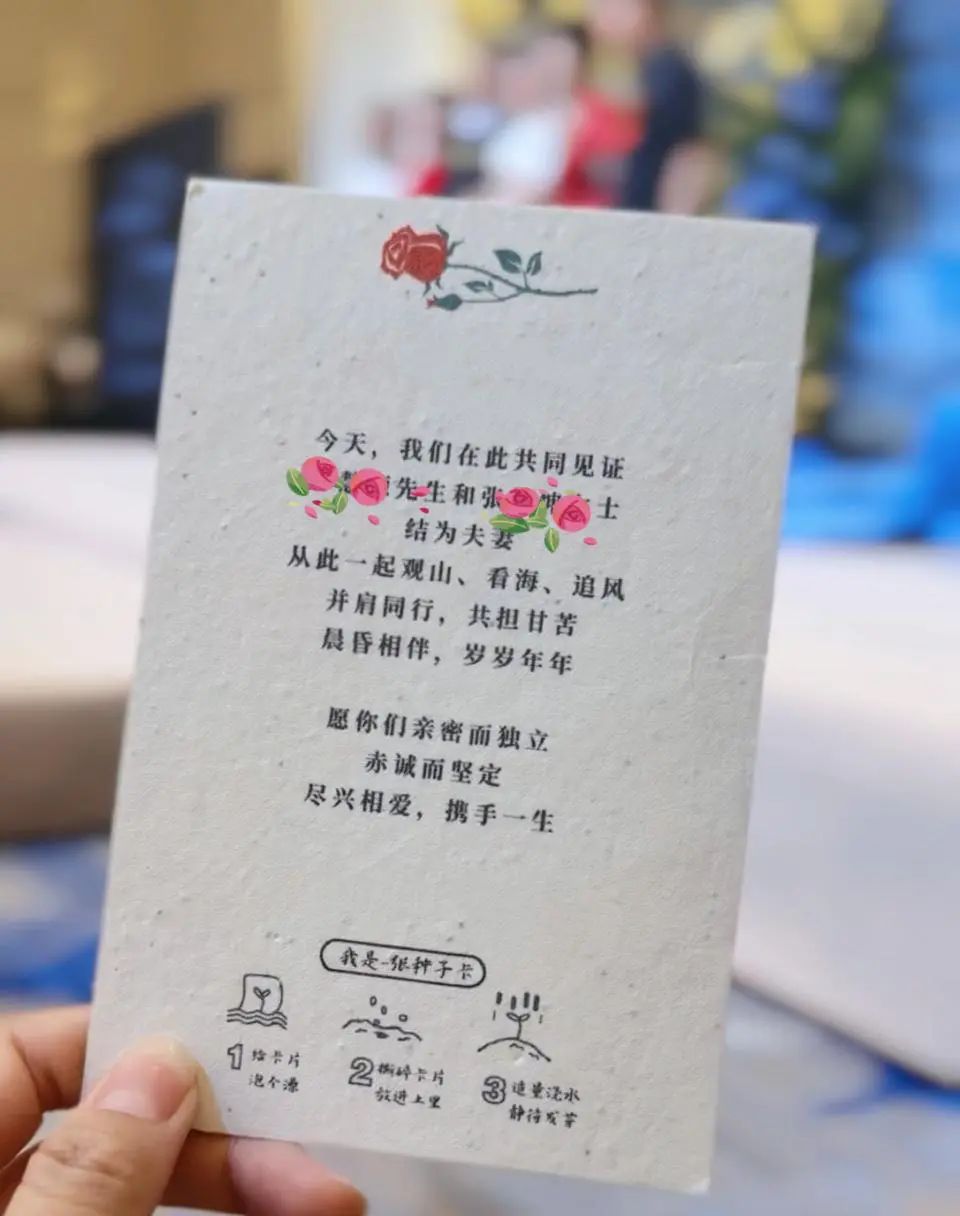 今天，我们在此共同见证
先生和张 士
结为夫妻
从此一起观山、看海、追风
并肩同行，共担甘苦
晨昏相伴，岁岁年年
愿你们亲密而独立
赤诚而坚定
尽兴相爱，携手一生
我是一张种子卡
1 给卡片
泡个澡
2 撕碎卡片
放进土里
3 适量浇水
静待发芽